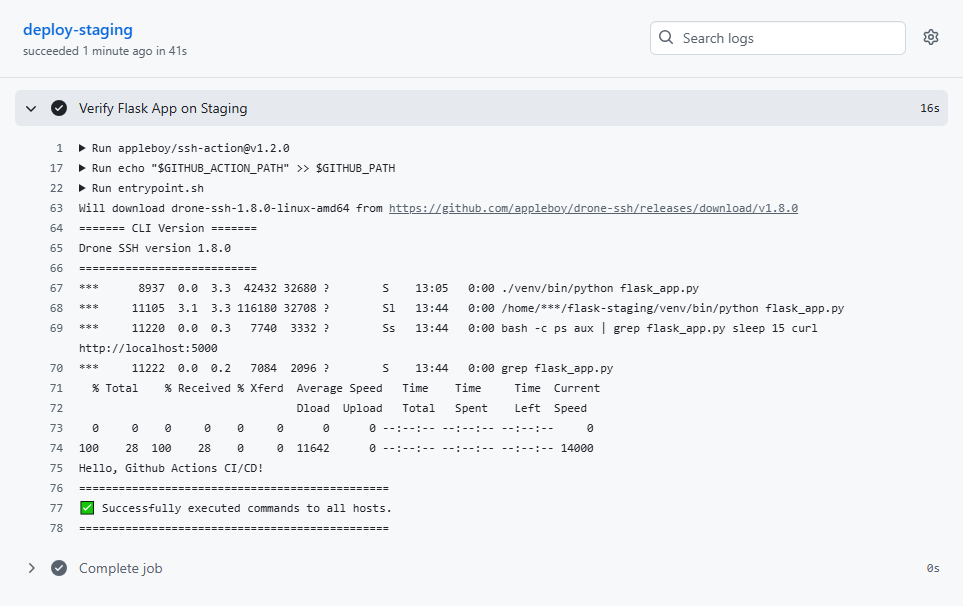 deploy-staging
succeeded 1 minute ago in 41s
Search logs
Verify Flask App on Staging 16s
1 Run appleboy/ssh-action@v1.2.0
17 Run echo "$GITHUB_ACTION_PATH" >> $GITHUB_PATH
22 Run entrypoint.sh
63 Will download drone-ssh-1.8.0-linux-amd64 from https://github.com/appleboy/drone-ssh/releases/download/v1.8.0
64 ======= CLI Version =======
65 Drone SSH version 1.8.0
66 ===========================
67 *** 8937 0.0 3.3 42432 32680 ? S 13:05 0:00 ./venv/bin/python flask_app.py
68 *** 11105 3.1 3.3 116180 32708 ? Sl 13:44 0:00 /home/***/flask-staging/venv/bin/python flask_app.py
69 *** 11220 0.0 0.3 7740 3332 ? Ss 13:44 0:00 bash -c ps aux | grep flask_app.py sleep 15 curl
http://localhost:5000
70 *** 11222 0.0 0.2 7084 2096 ? S 13:44 0:00 grep flask_app.py
71 % Total % Received % Xferd Average Speed Time Time Time Current
72 Dload Upload Total Spent Left Speed
73 0 0 0 0 0 0 0 0 --:--:-- --:--:-- --:--:-- 0
74 100 28 100 28 0 0 11642 0 --:--:-- --:--:-- --:--:-- 14000
75 Hello, Github Actions CI/CD!
76 ===============================================
77 ✅ Successfully executed commands to all hosts.
78 ===============================================
Complete job 0s